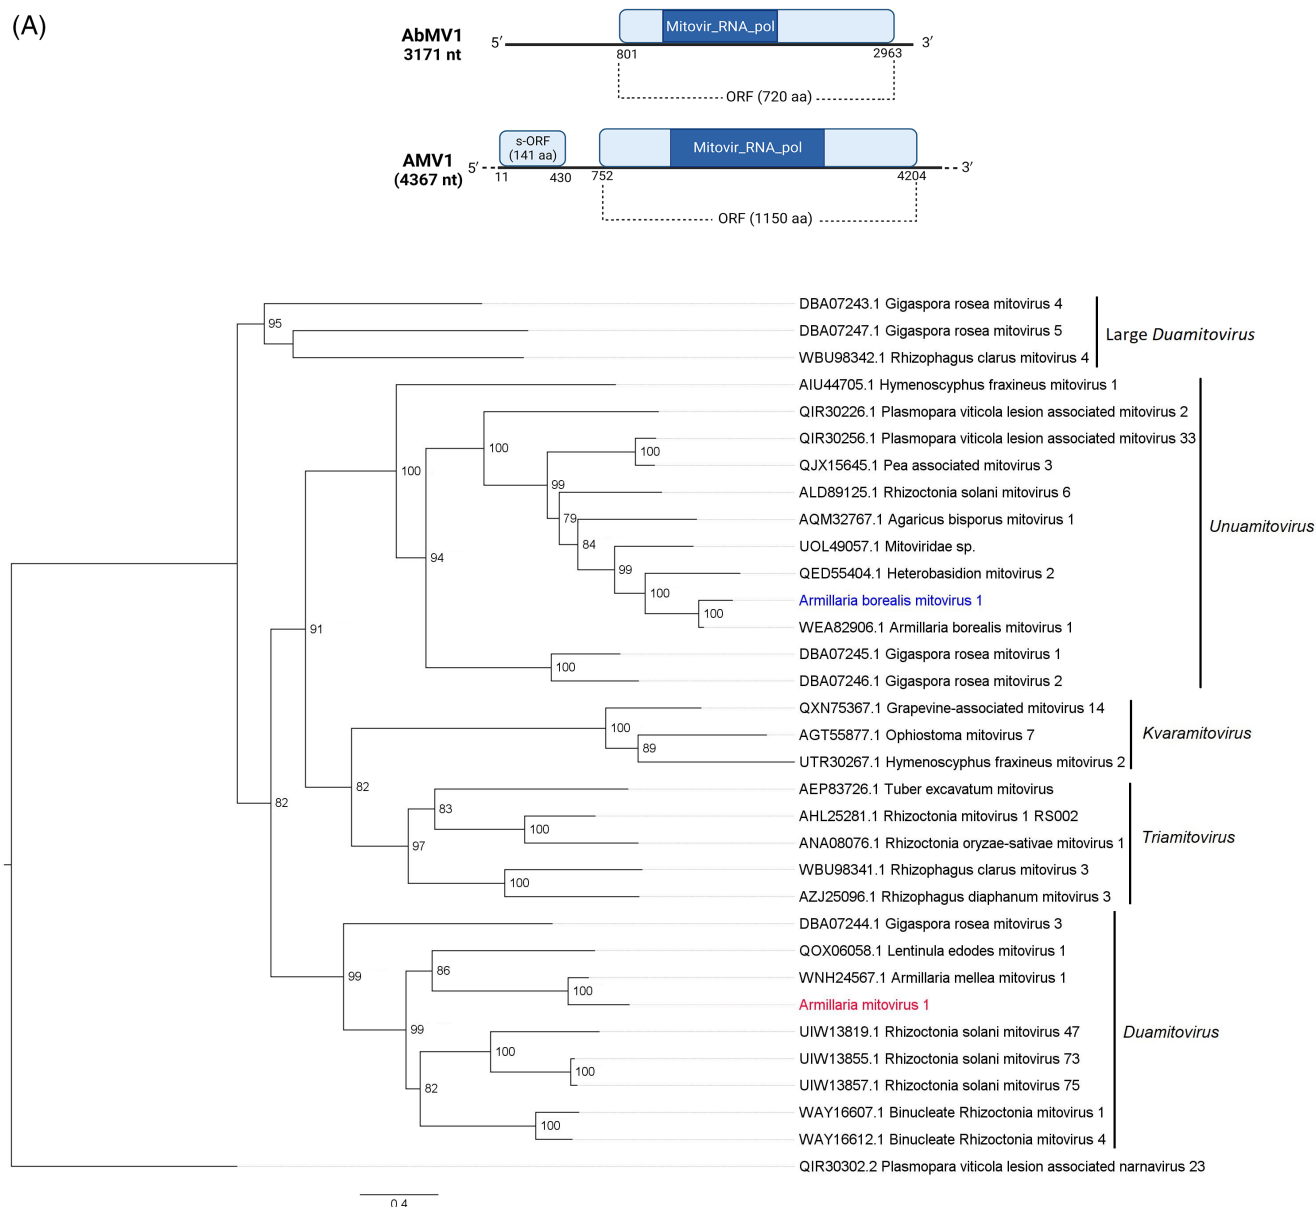 (A)
AbMV1
3171 nt
5′
Mitovir_RNA_pol
3′
801
2963
ORF (720 aa)
AMV1
(4367 nt)
5′
s-ORF
(141 aa)
Mitovir_RNA_pol
3′
11
430
752
4204
ORF (1150 aa)
DBA07243.1 Gigaspora rosea mitovirus 4
95
DBA07247.1 Gigaspora rosea mitovirus 5
Large Duamitovirus
WBU98342.1 Rhizophagus clarus mitovirus 4
AIU44705.1 Hymenoscyphus fraxineus mitovirus 1
QIR30226.1 Plasmopara viticola lesion associated mitovirus 2
100
QIR30256.1 Plasmopara viticola lesion associated mitovirus 33
100
QJX15645.1 Pea associated mitovirus 3
100
99
ALD89125.1 Rhizoctonia solani mitovirus 6
79
AQM32767.1 Agaricus bisporus mitovirus 1
Unuamitovirus
84
UOL49057.1 Mitoviridae sp.
94
99
QED55404.1 Heterobasidion mitovirus 2
100
Armillaria borealis mitovirus 1
100
WEA82906.1 Armillaria borealis mitovirus 1
91
DBA07245.1 Gigaspora rosea mitovirus 1
100
DBA07246.1 Gigaspora rosea mitovirus 2
QXN75367.1 Grapevine-associated mitovirus 14
100
AGT55877.1 Ophiostoma mitovirus 7
Kvaramitovirus
89
UTR30267.1 Hymenoscyphus fraxineus mitovirus 2
82
AEP83726.1 Tuber excavatum mitovirus
82
83
AHL25281.1 Rhizoctonia mitovirus 1 RS002
100
ANA08076.1 Rhizoctonia oryzae-sativae mitovirus 1
Triamitovirus
97
WBU98341.1 Rhizophagus clarus mitovirus 3
100
AZJ25096.1 Rhizophagus diaphanum mitovirus 3
DBA07244.1 Gigaspora rosea mitovirus 3
QOX06058.1 Lentinula edodes mitovirus 1
86
99
WNH24567.1 Armillaria mellea mitovirus 1
100
Armillaria mitovirus 1
99
UIW13819.1 Rhizoctonia solani mitovirus 47
Duamitovirus
100
UIW13855.1 Rhizoctonia solani mitovirus 73
100
UIW13857.1 Rhizoctonia solani mitovirus 75
82
WAY16607.1 Binucleate Rhizoctonia mitovirus 1
100
WAY16612.1 Binucleate Rhizoctonia mitovirus 4
QIR30302.2 Plasmopara viticola lesion associated narnavirus 23
0.4